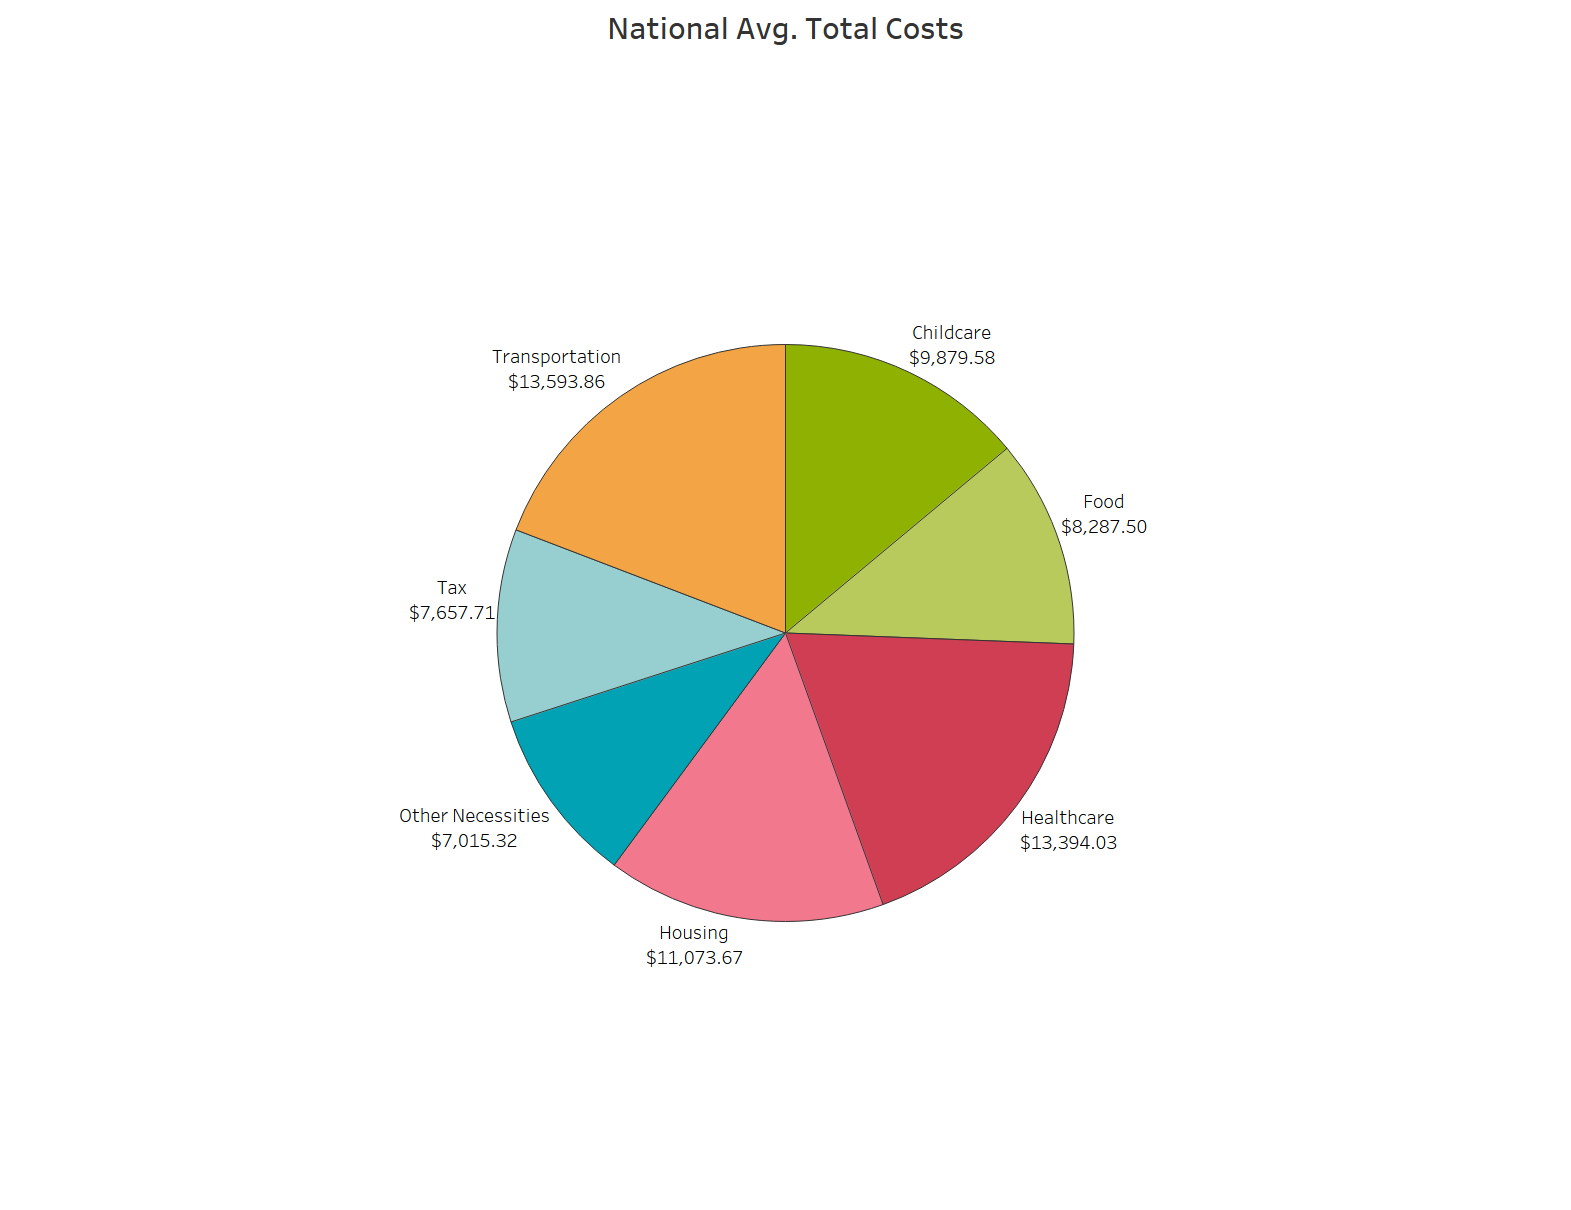 National Avg. Total Costs
Childcare
$9,879.58
Transportation
$13,593.86
Food
$8,287.50
Tax
$7,657.71
Other Necessities
$7,015.32
Healthcare
$13,394.03
Housing
$11,073.67